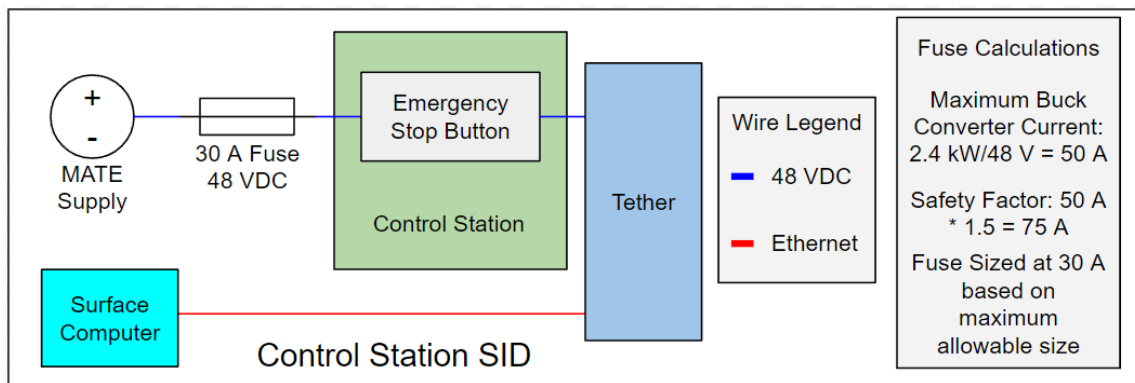 +
-
MATE
Supply
30 A Fuse
48 VDC
Emergency
Stop Button
Control Station
Tether
Wire Legend
48 VDC
Ethernet
Fuse Calculations
Maximum Buck
Converter Current:
2.4 kW/48 V = 50 A
Safety Factor: 50 A
* 1.5 = 75 A
Fuse Sized at 30 A
based on
maximum
allowable size
Surface
Computer
Control Station SID